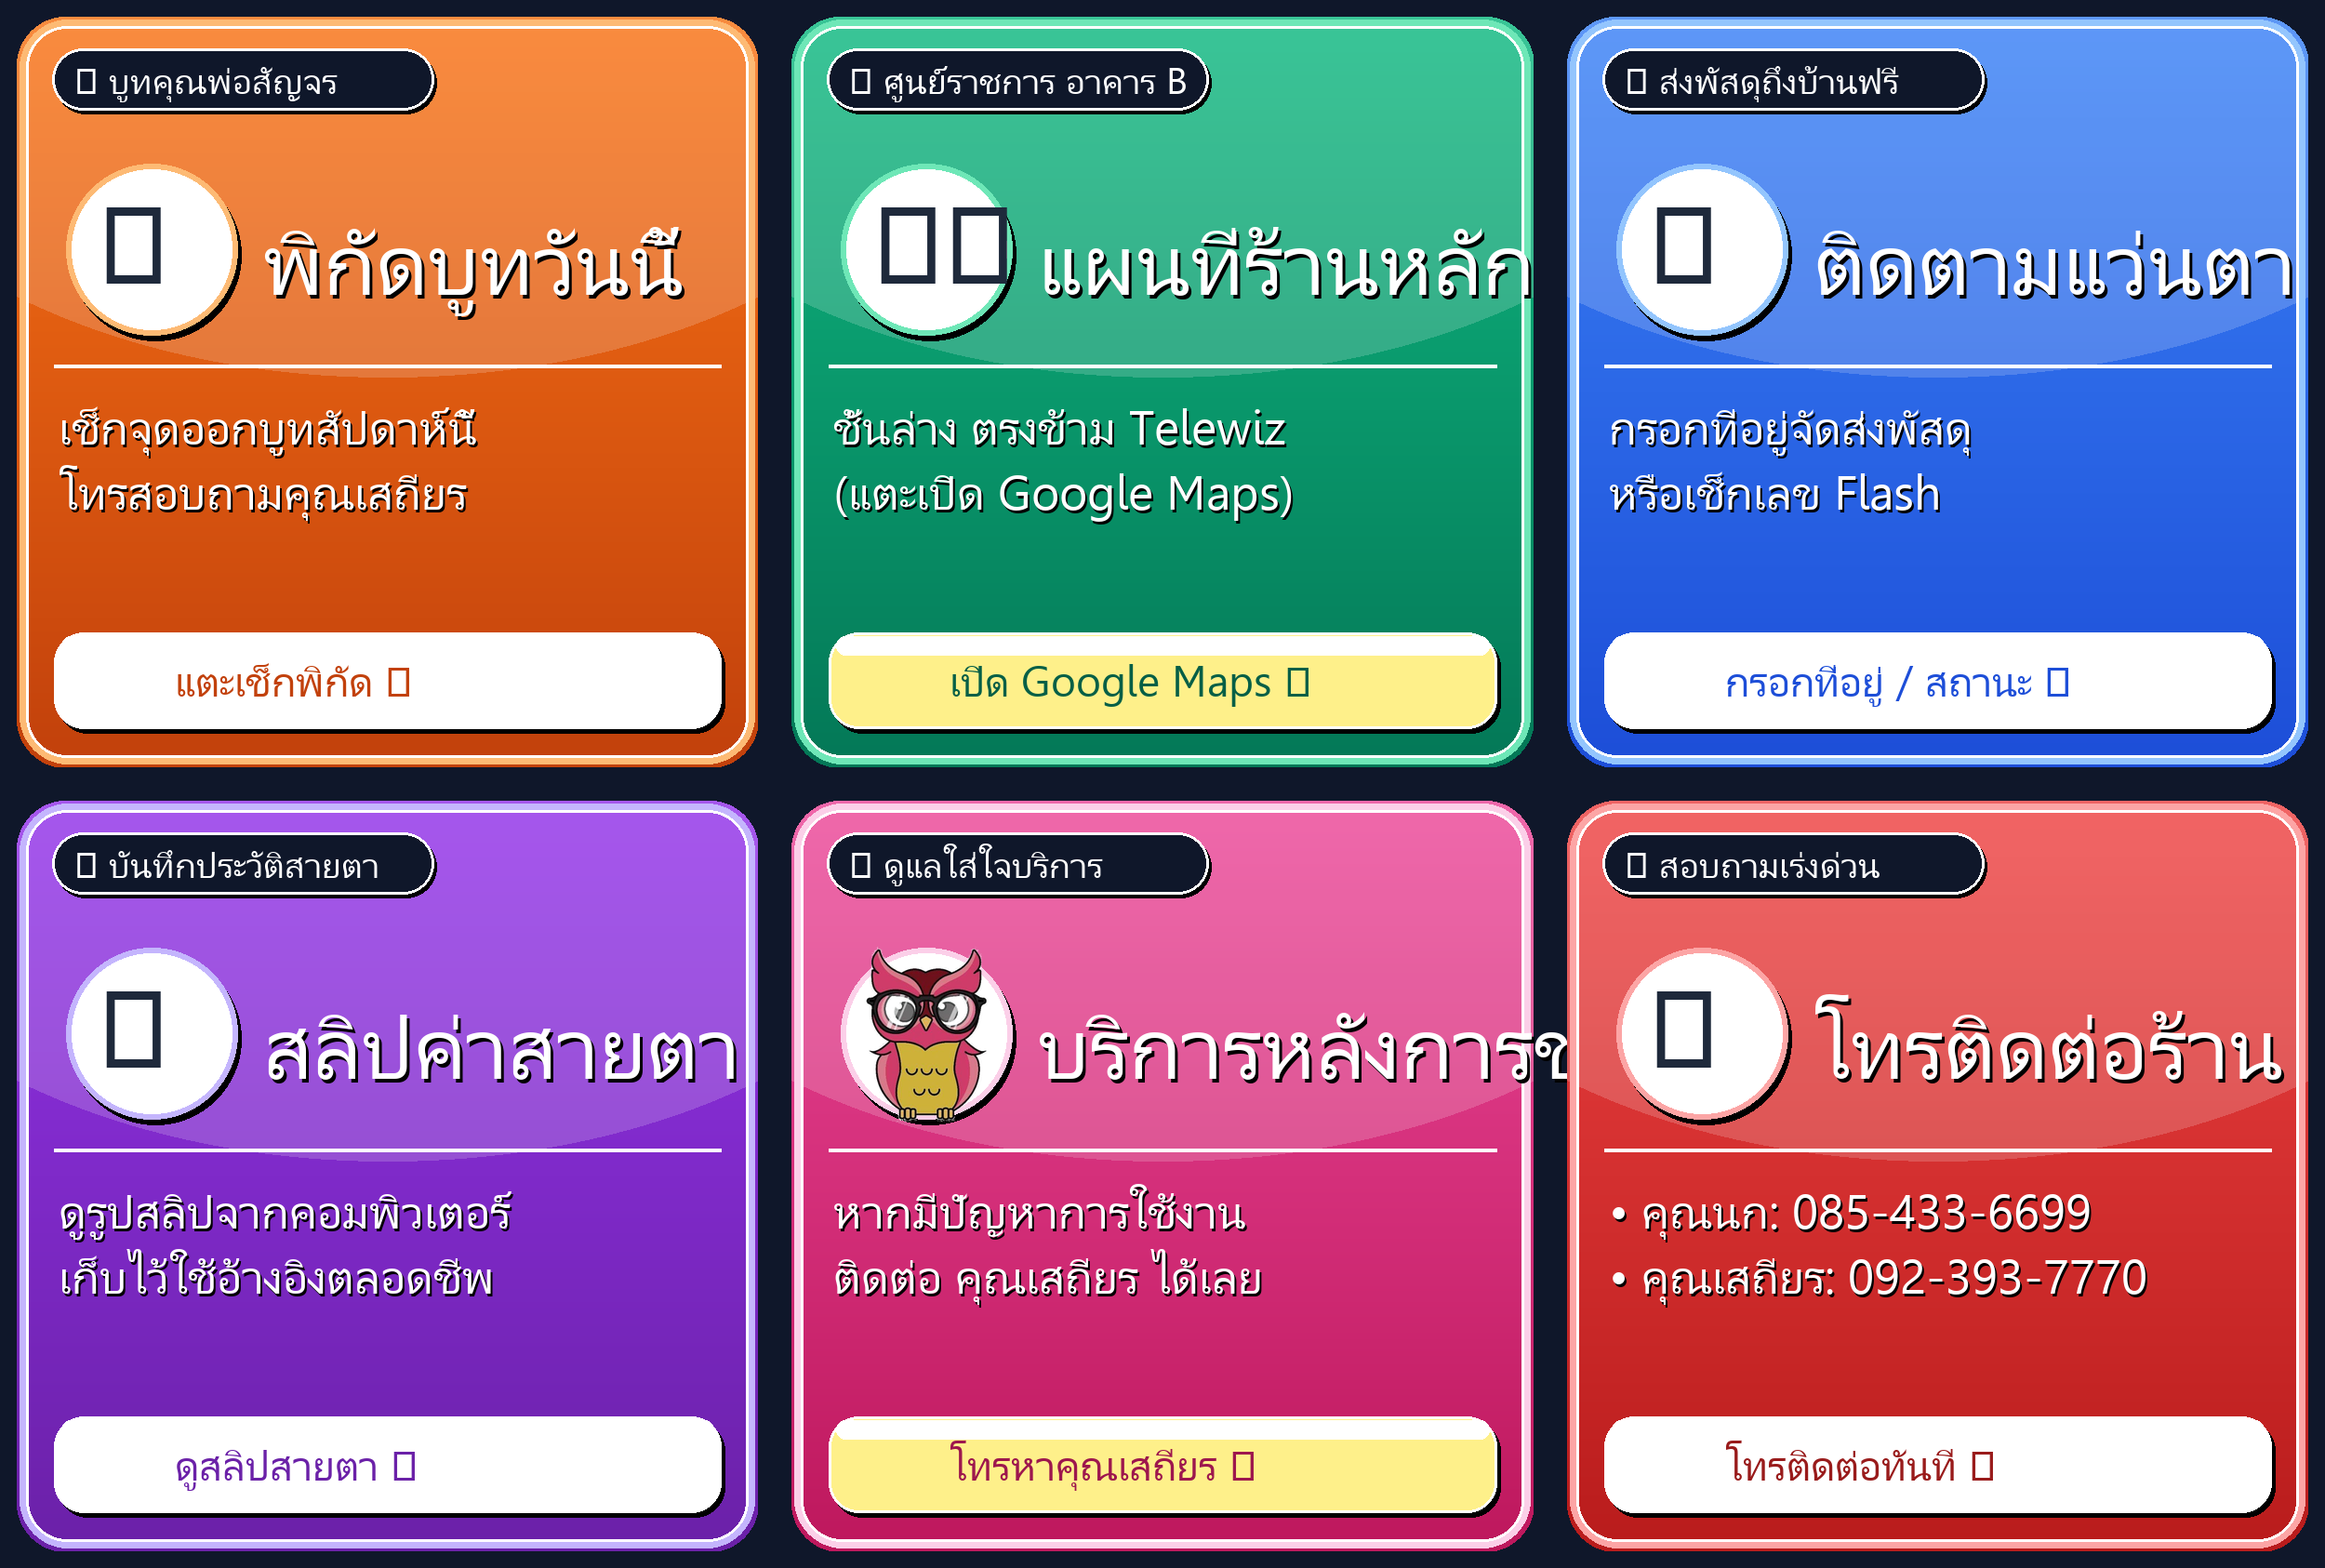 บูทคุณพ่อสัญจร
พิกัดบูทวันนี้
เช็กจุดออกบูทสัปดาห์นี้
โทรสอบถามคุณเสถียร
แตะเช็กพิกัด
ศูนย์ราชการ อาคาร B
แผนที่ร้านหลัก
ชั้นล่าง ตรงข้าม Telewiz
(แตะเปิด Google Maps)
เปิด Google Maps
ส่งพัสดุถึงบ้านฟรี
ติดตามแว่นตา
กรอกที่อยู่จัดส่งพัสดุ
หรือเช็กเลข Flash
กรอกที่อยู่ / สถานะ
บันทึกประวัติสายตา
สลิปค่าสายตา
ดูรูปสลิปจากคอมพิวเตอร์
เก็บไว้ใช้อ้างอิงตลอดชีพ
ดูสลิปสายตา
ดูแลใส่ใจบริการ
บริการหลังการข
หากมีปัญหาการใช้งาน
ติดต่อ คุณเสถียร ได้เลย
โทรหาคุณเสถียร
สอบถามเร่งด่วน
โทรติดต่อร้าน
• คุณนก: 085-433-6699
• คุณเสถียร: 092-393-7770
โทรติดต่อทันที